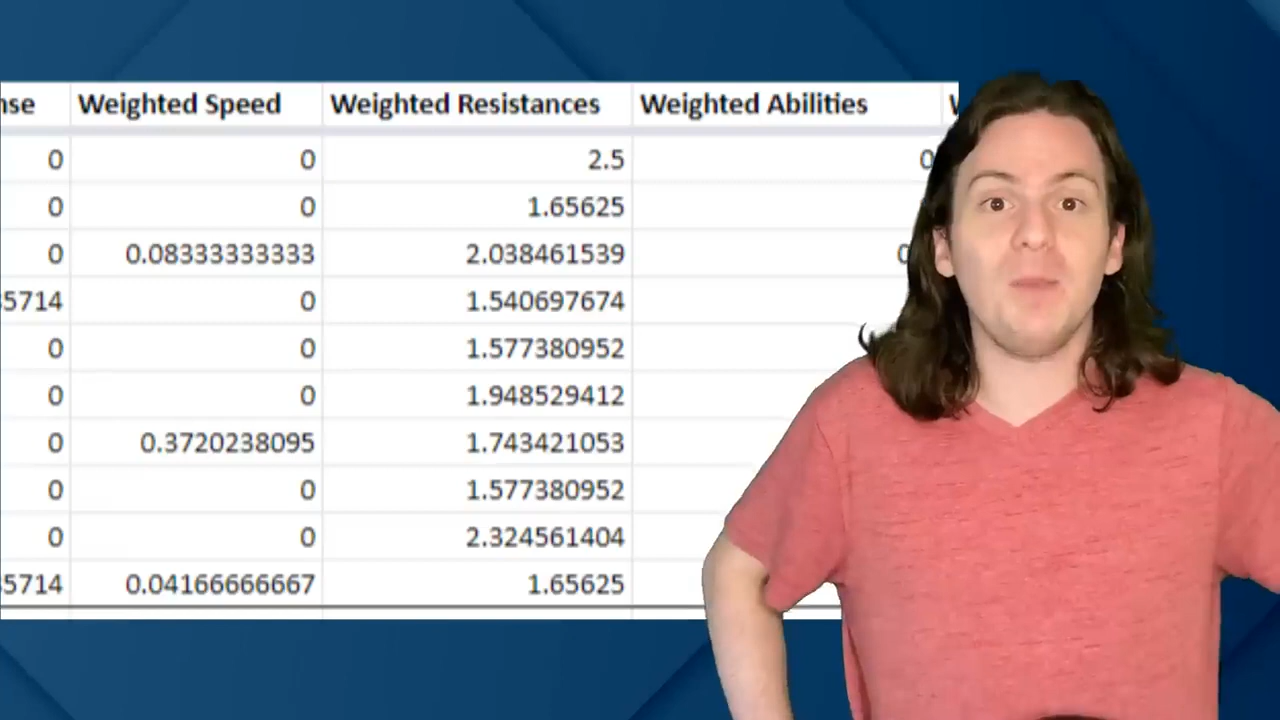 nse Weighted Speed Weighted Resistances Weighted Abilities
0 0 2.5 0
0 0 1.65625
0 0.08333333333 2.038461539 0
5714 0 1.540697674
0 0 1.577380952
0 0 1.948529412
0 0.3720238095 1.743421053
0 0 1.577380952
0 0 2.324561404
5714 0.04166666667 1.65625